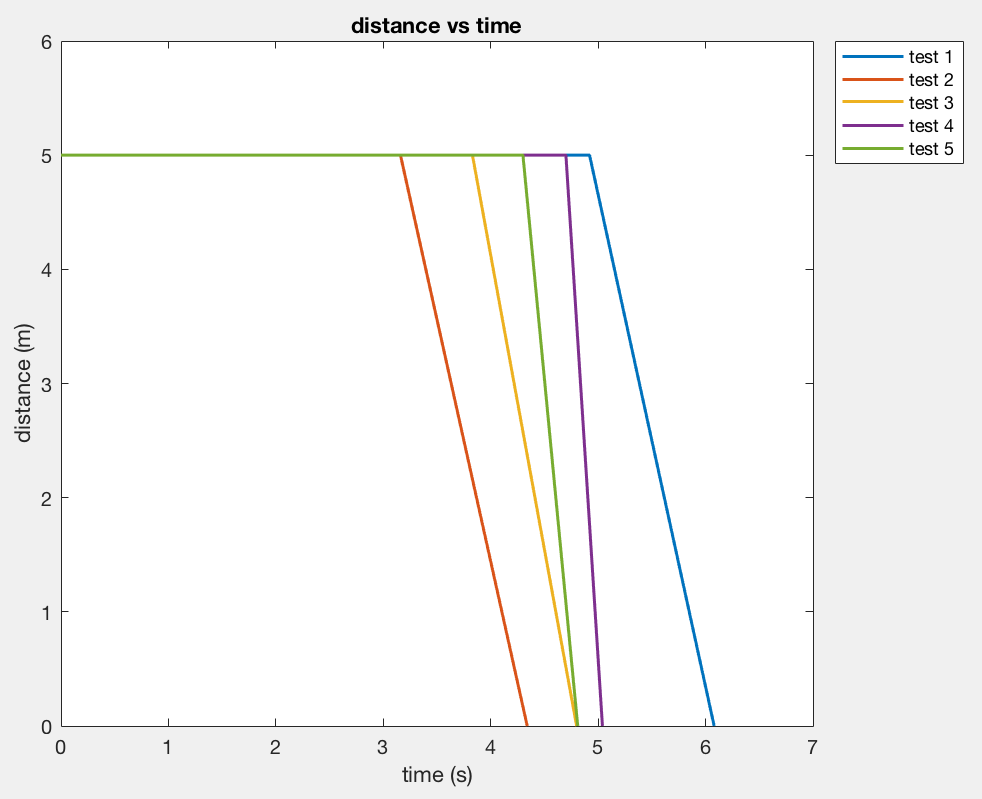 distance vs time
test 1
test 2
test 3
test 4
test 5
6
5
4
3
2
1
0
distance (m)
0 1 2 3 4 5 6 7
time (s)